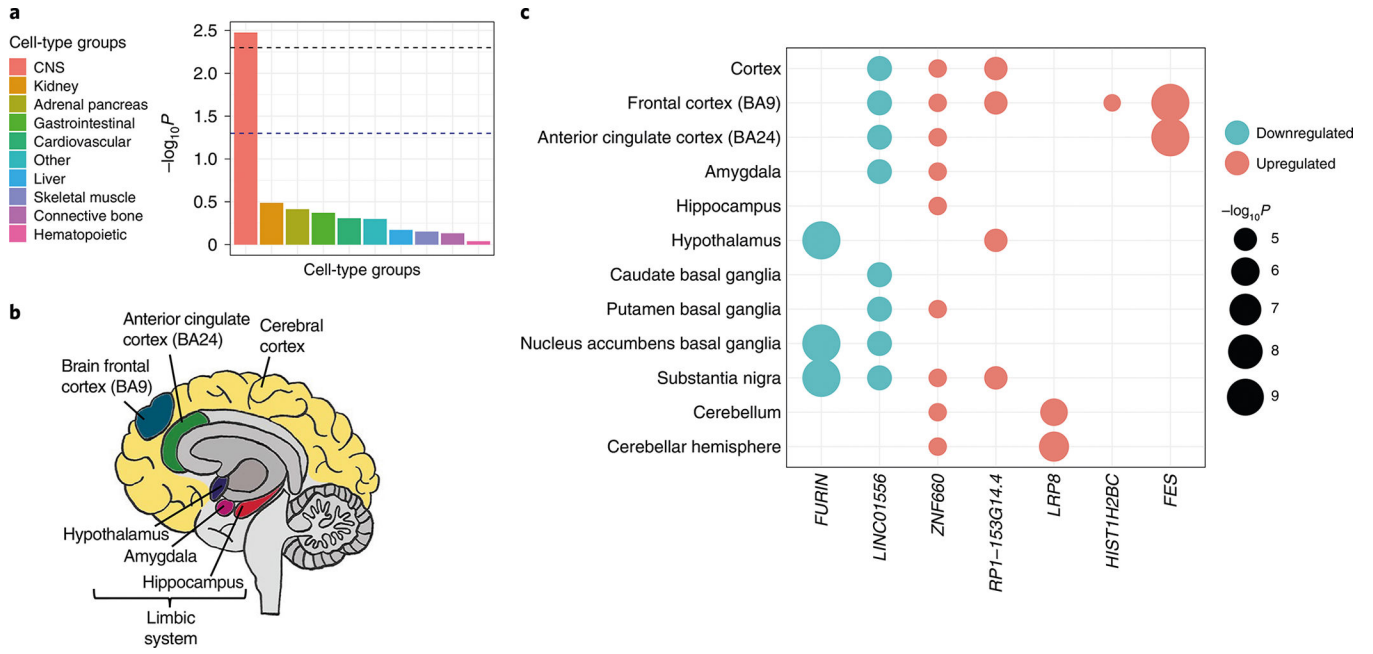 a
Cell-type groups
CNS
Kidney
Adrenal pancreas
Gastrointestinal
Cardiovascular
Other
Liver
Skeletal muscle
Connective bone
Hematopoietic
–log10P
2.5
2.0
1.5
1.0
0.5
0
Cell-type groups
b
Anterior cingulate
cortex (BA24)
Cerebral
cortex
Brain frontal
cortex (BA9)
Hypothalamus
Amygdala
Hippocampus
Limbic
system
c
Cortex
Frontal cortex (BA9)
Anterior cingulate cortex (BA24)
Amygdala
Hippocampus
Hypothalamus
Caudate basal ganglia
Putamen basal ganglia
Nucleus accumbens basal ganglia
Substantia nigra
Cerebellum
Cerebellar hemisphere
FURIN
LINC01556
ZNF660
RP1–153G14.4
LRP8
HIST1H2BC
FES
Downregulated
Upregulated
–log10P
5
6
7
8
9